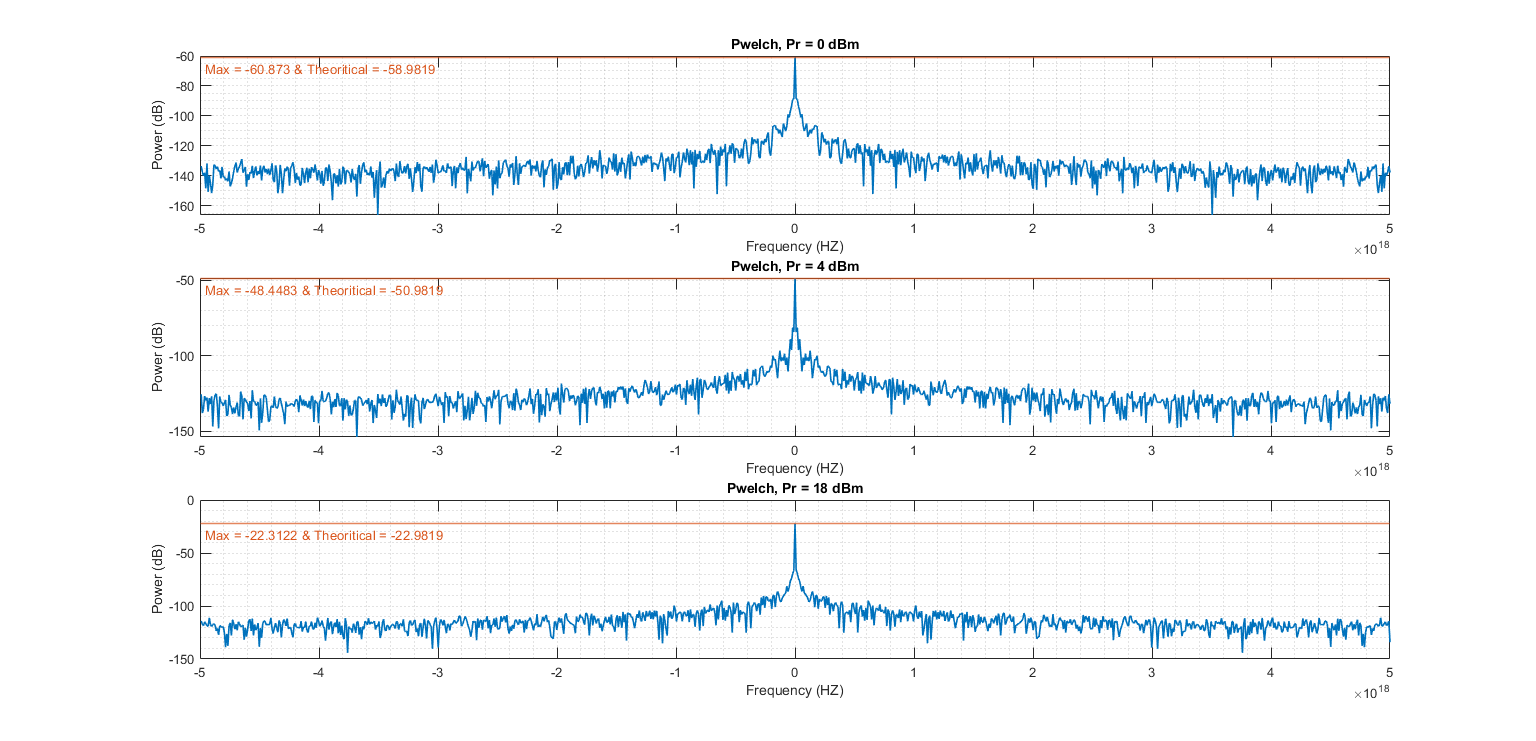 Pwelch, Pr = 0 dBm
-60
Max = -60.873 & Theoritical = -58.9819
-80
-100
-120
-140
-160
Power (dB)
-5 -4 -3 -2 -1 0 1 2 3 4 5
Frequency (HZ)
×10^18
Pwelch, Pr = 4 dBm
-50
Max = -48.4483 & Theoritical = -50.9819
-100
-150
Power (dB)
-5 -4 -3 -2 -1 0 1 2 3 4 5
Frequency (HZ)
×10^18
Pwelch, Pr = 18 dBm
0
Max = -22.3122 & Theoritical = -22.9819
-50
-100
-150
Power (dB)
-5 -4 -3 -2 -1 0 1 2 3 4 5
Frequency (HZ)
×10^18